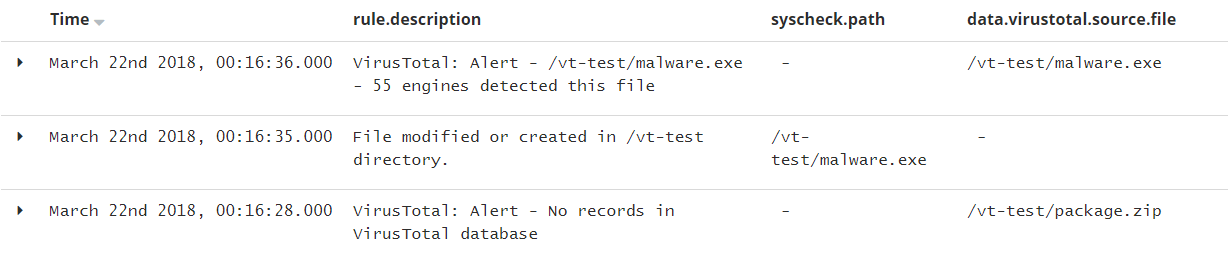 Time rule.description syscheck.path data.virustotal.source.file
March 22nd 2018, 00:16:36.000 VirusTotal: Alert - /vt-test/malware.exe - /vt-test/malware.exe
- 55 engines detected this file
March 22nd 2018, 00:16:35.000 File modified or created in /vt-test /vt- -
directory. test/malware.exe
March 22nd 2018, 00:16:28.000 VirusTotal: Alert - No records in - /vt-test/package.zip
VirusTotal database